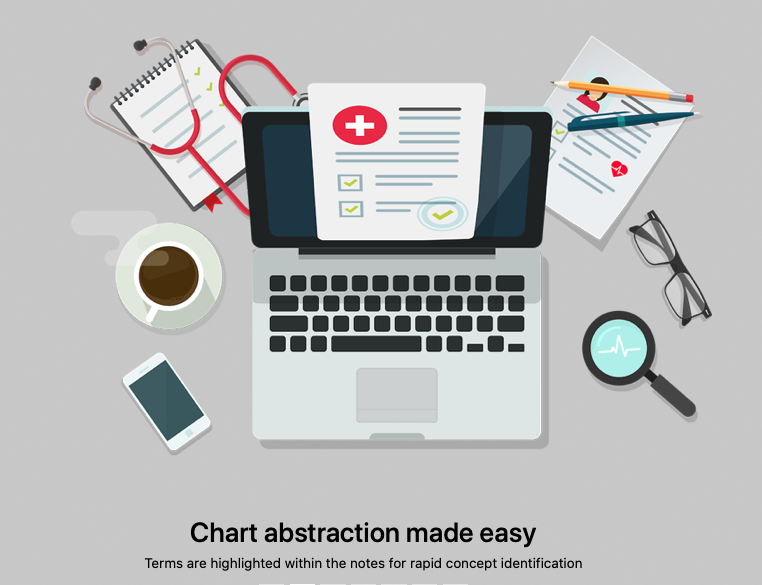 Chart abstraction made easy
Terms are highlighted within the notes for rapid concept identification